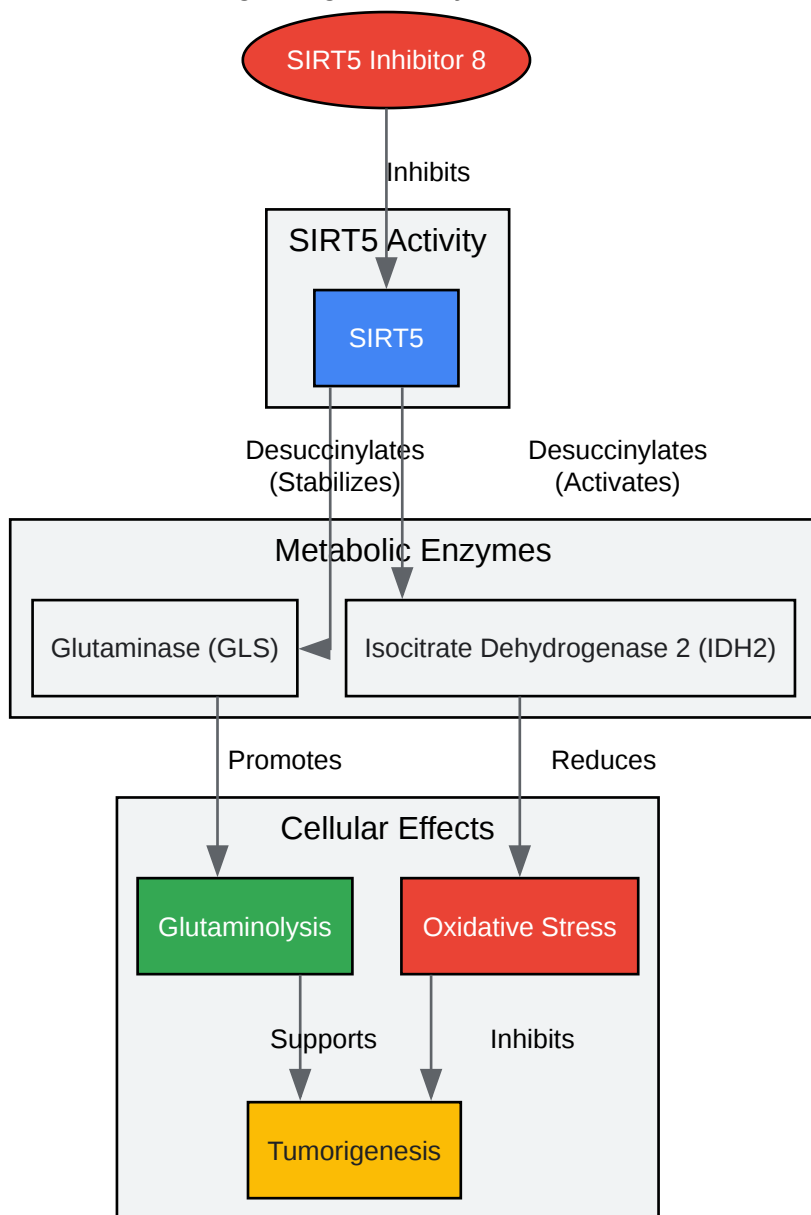 SIRT5 Inhibitor 8
Inhibits
SIRT5 Activity
SIRT5
Desuccinylates
(Stabilizes)
Desuccinylates
(Activates)
Metabolic Enzymes
Glutaminase (GLS)
Isocitrate Dehydrogenase 2 (IDH2)
Promotes
Reduces
Cellular Effects
Glutaminolysis
Oxidative Stress
Supports
Inhibits
Tumorigenesis